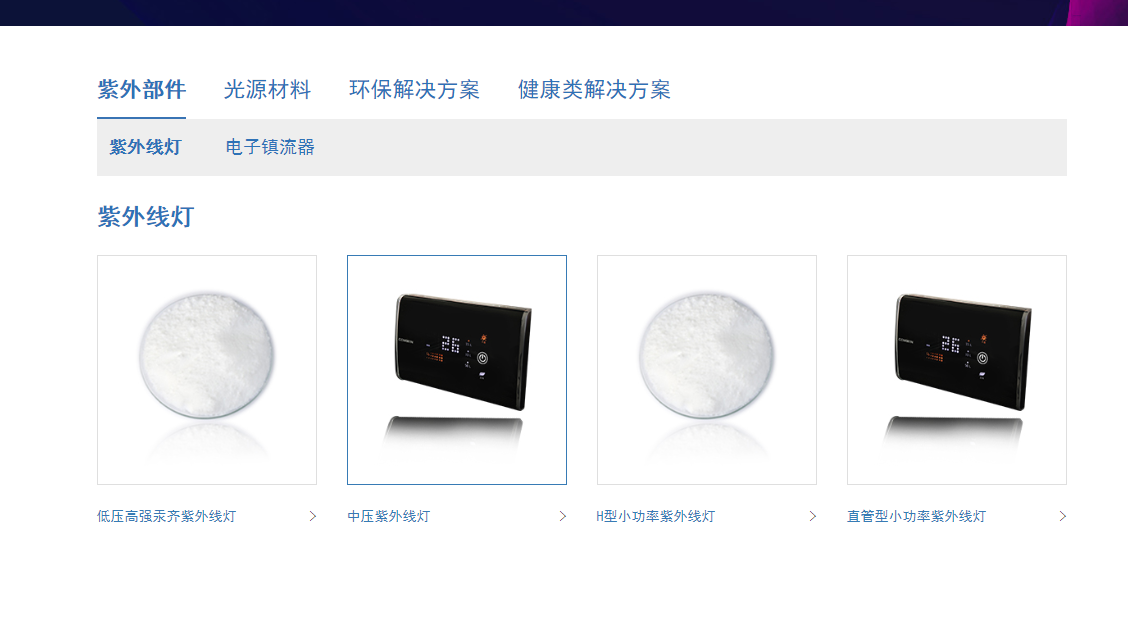 紫外部件 光源材料 环保解决方案 健康类解决方案
紫外线灯 电子镇流器
紫外线灯
26
26
低压高强汞齐紫外线灯 中压紫外线灯 H型小功率紫外线灯 直管型小功率紫外线灯